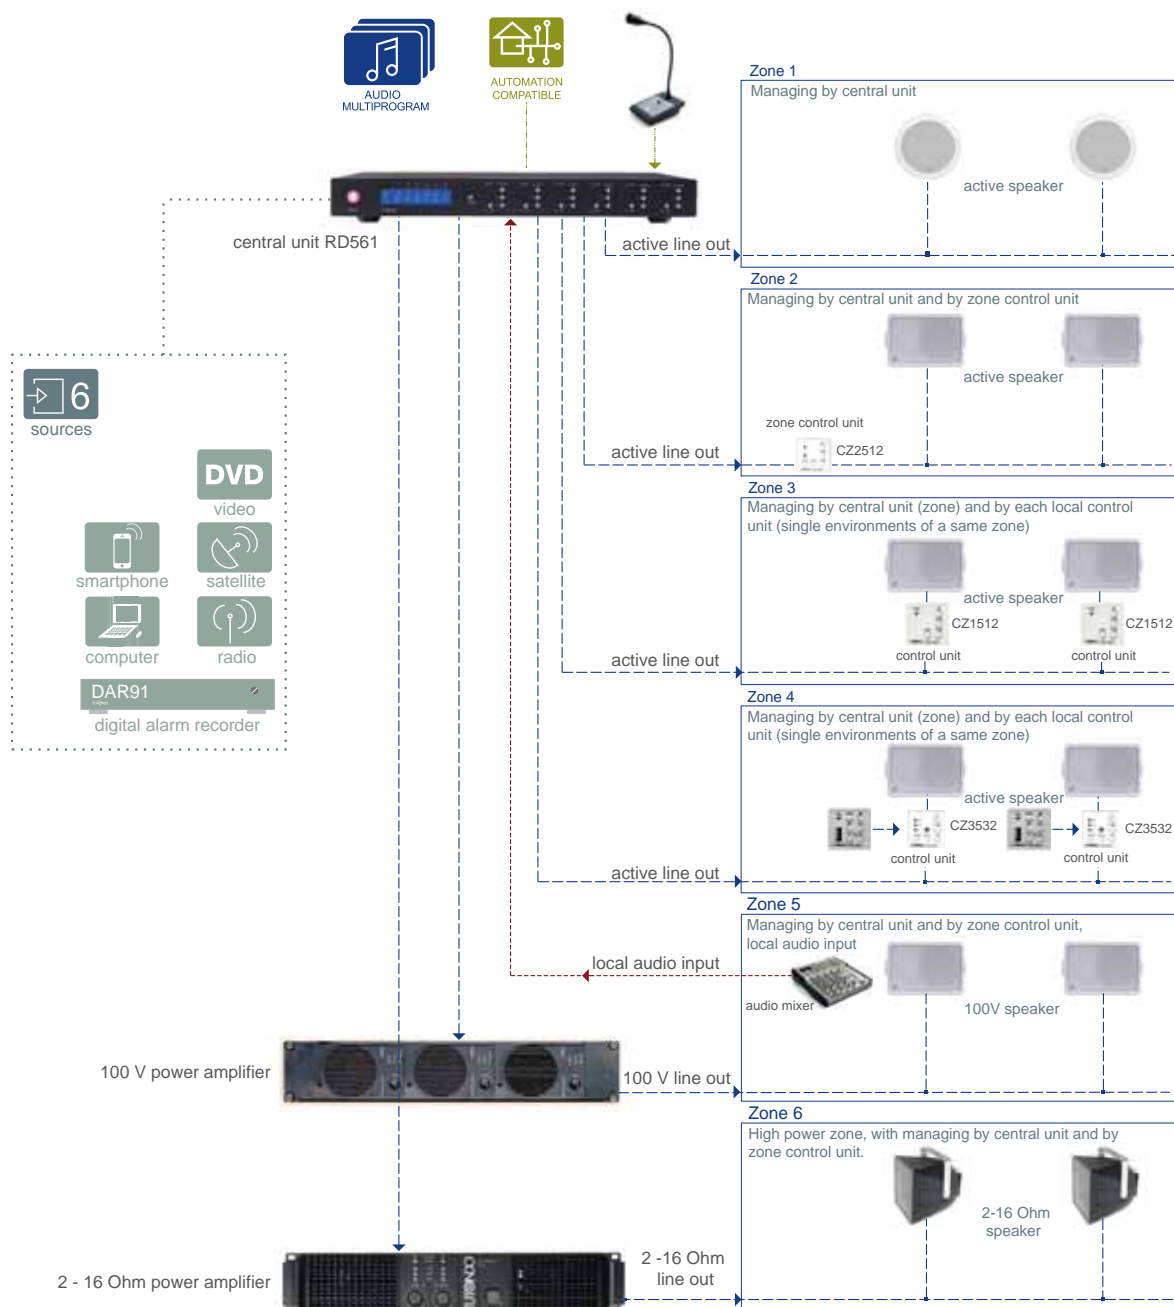 AUDIO
MULTIPROGRAM
AUTOMATION
COMPATIBLE
central unit RD561
6
sources
DVD
video
smartphone
satellite
computer
radio
DAR91
digital alarm recorder
Zone 1
Managing by central unit
active speaker
active line out
Zone 2
Managing by central unit and by zone control unit
active speaker
zone control unit
CZ2512
active line out
Zone 3
Managing by central unit (zone) and by each local control
unit (single environments of a same zone)
active speaker
CZ1512
CZ1512
control unit
control unit
active line out
Zone 4
Managing by central unit (zone) and by each local control
unit (single environments of a same zone)
active speaker
CZ3532
CZ3532
control unit
control unit
active line out
Zone 5
Managing by central unit and by zone control unit,
local audio input
local audio input
audio mixer
100V speaker
100 V power amplifier
100 V line out
Zone 6
High power zone, with managing by central unit and by
zone control unit.
2-16 Ohm
speaker
2 - 16 Ohm power amplifier
2 -16 Ohm
line out